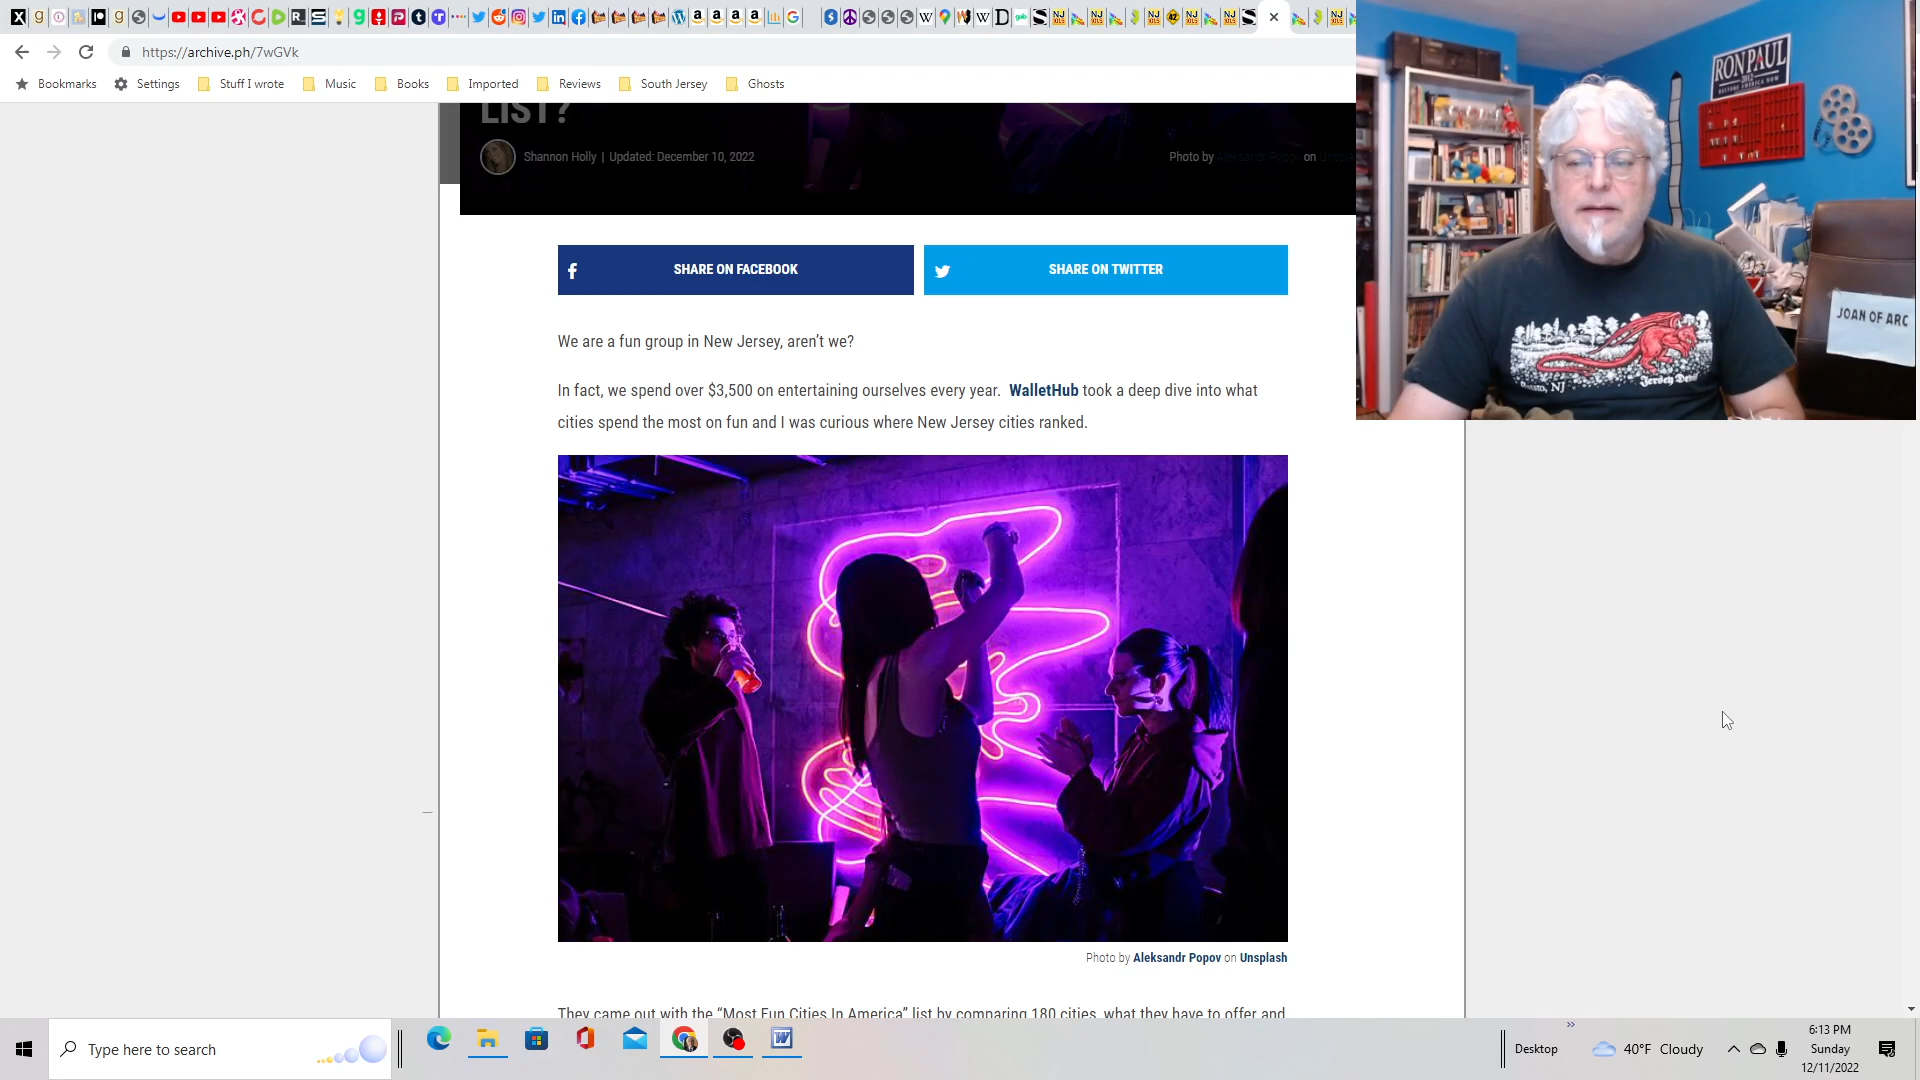 https://archive.ph/7wGVk
Bookmarks
Settings
Stuff I wrote
Music
Books
Imported
Reviews
South Jersey
Ghosts
LIST?
Shannon Holly | Updated: December 10, 2022
Photo by Aleksandr Popov on
SHARE ON FACEBOOK
SHARE ON TWITTER
We are a fun group in New Jersey, aren't we?
In fact, we spend over $3,500 on entertaining ourselves every year. WalletHub took a deep dive into what
cities spend the most on fun and I was curious where New Jersey cities ranked.
Photo by Aleksandr Popov on Unsplash
They came out with the “Most Fun Cities In America” list by comparing 180 cities, what they have to offer and
RON PAUL
2012
RESTORE AMERICA NOW
JOAN OF ARC
NJ
Jersey Devil
Type here to search
Desktop
40°F Cloudy
6:13 PM
Sunday
12/11/2022